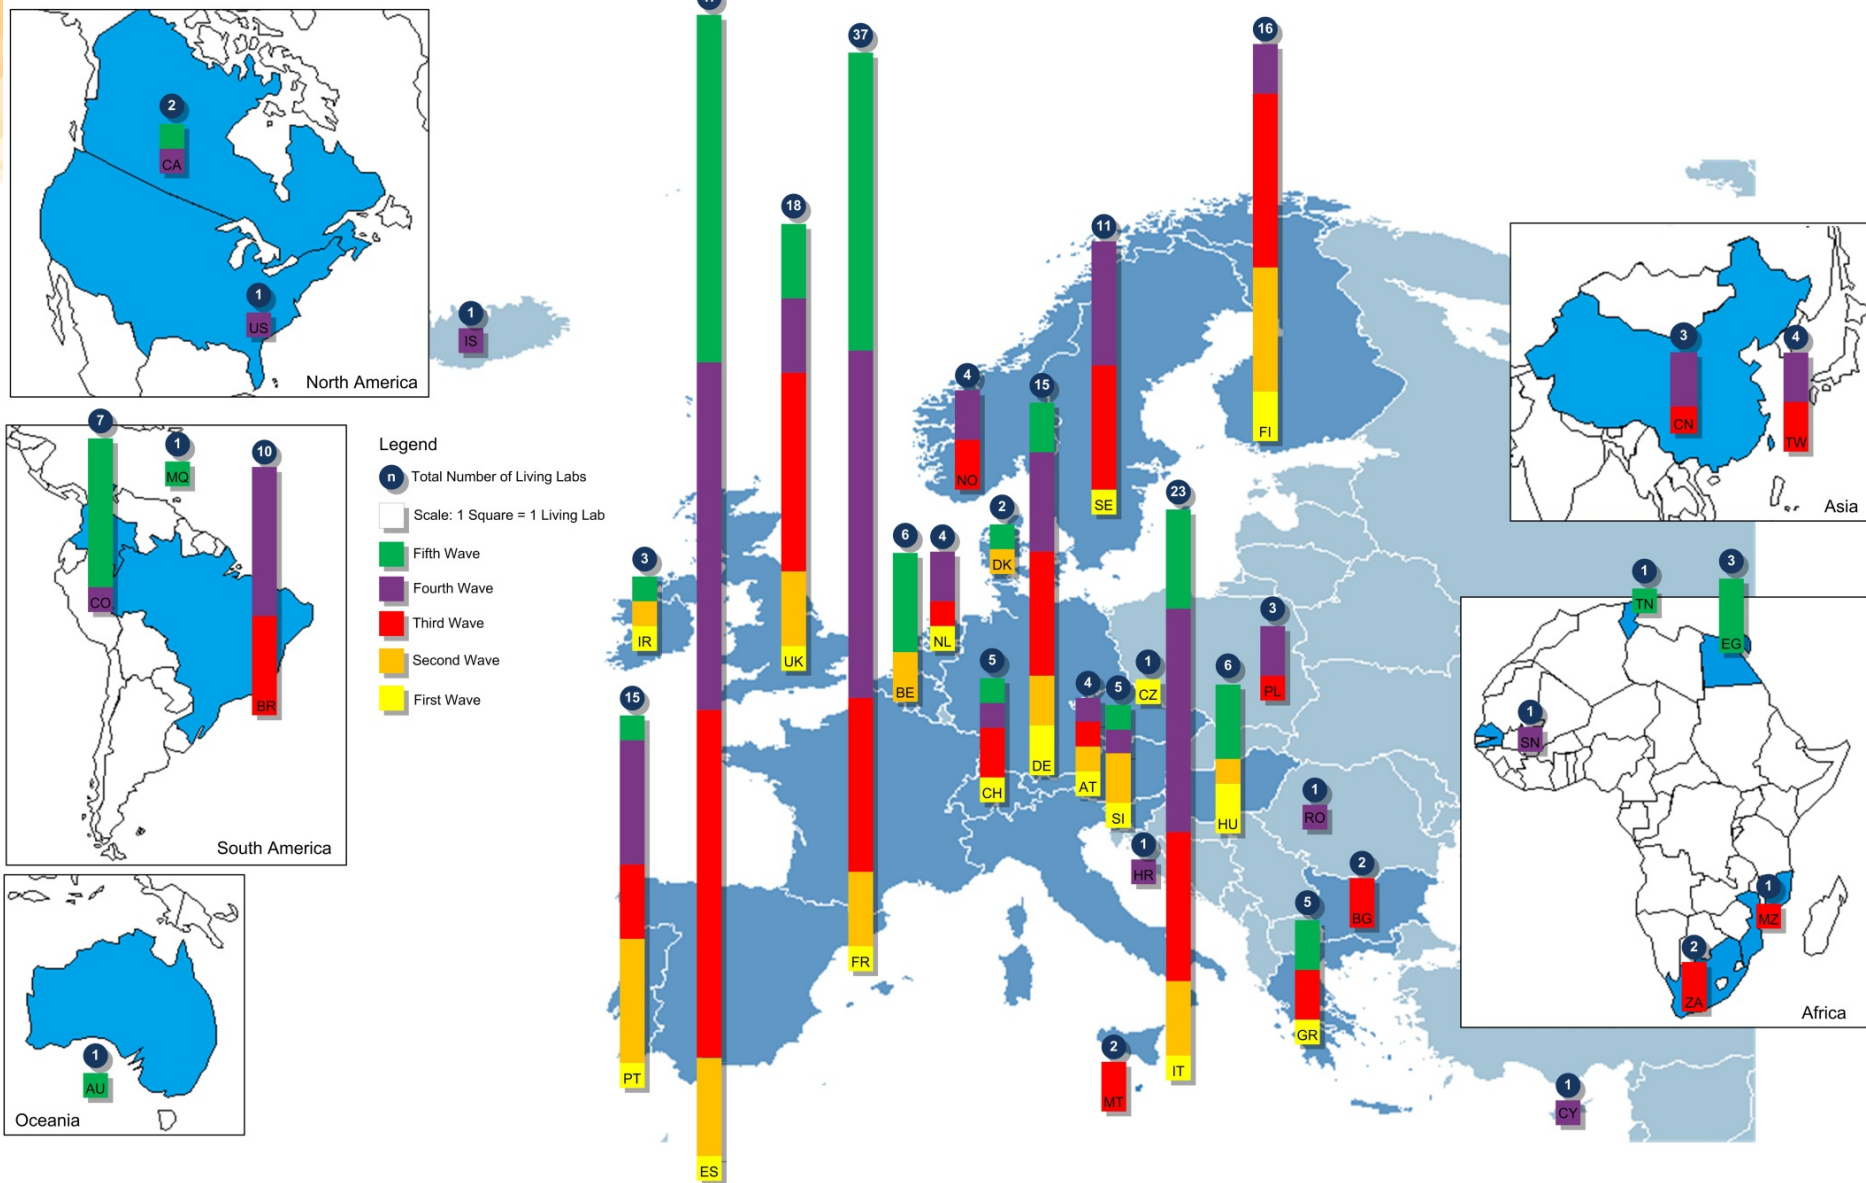 2
CA
1
US
North America
7
CO
1
MQ
10
BR
South America
1
AU
Oceania
Legend
n Total Number of Living Labs
Scale: 1 Square = 1 Living Lab
Fifth Wave
Fourth Wave
Third Wave
Second Wave
First Wave
1
IS
3
IR
15
PT
ES
18
UK
37
FR
6
BE
4
NL
4
NO
2
DK
5
CH
15
DE
11
SE
4
AT
5
SI
1
CZ
1
HR
2
MT
23
IT
6
HU
16
FI
3
PL
1
RO
2
BG
5
GR
1
CY
3
CN
4
TW
Asia
1
TN
3
EG
1
SN
1
MZ
2
ZA
Africa